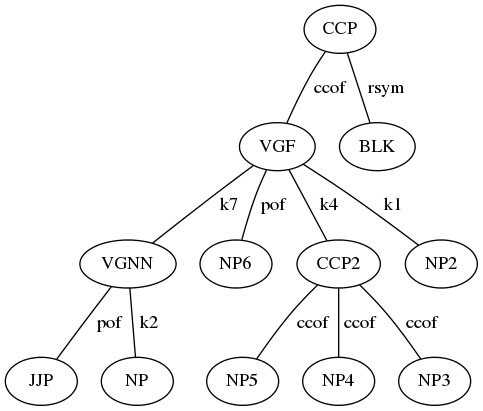 CCP
ccof rsym
VGF BLK
k7 pof k4 k1
VGNN NP6 CCP2 NP2
pof k2 ccof ccof ccof
JJP NP NP5 NP4 NP3